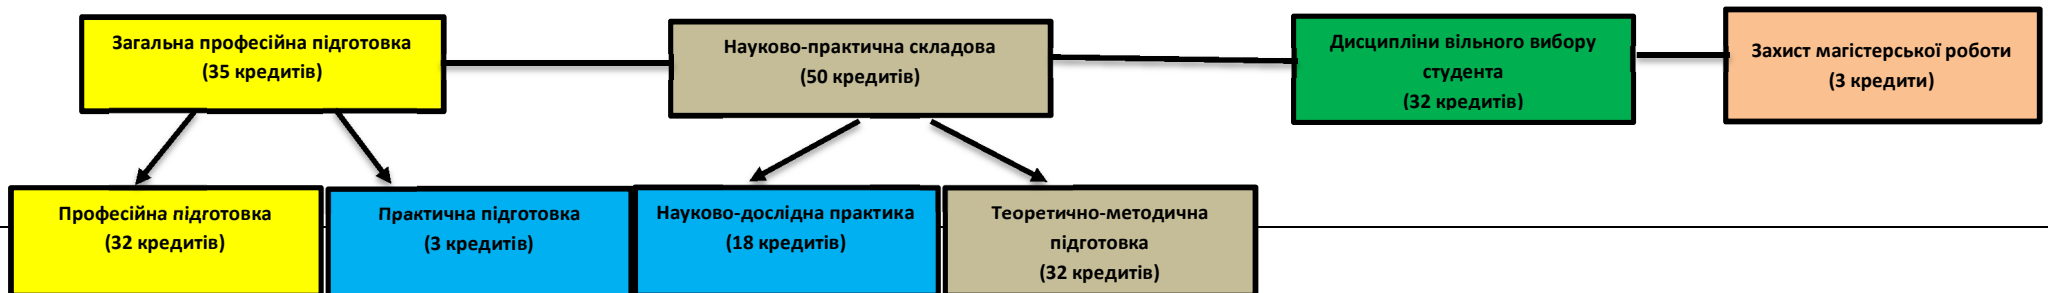 Загальна професійна підготовка
(35 кредитів)
Науково-практична складова
(50 кредитів)
Дисципліни вільного вибору
студента
(32 кредитів)
Захист магістерської роботи
(3 кредити)
Професійна підготовка
(32 кредитів)
Практична підготовка
(3 кредитів)
Науково-дослідна практика
(18 кредитів)
Теоретично-методична
підготовка
(32 кредитів)